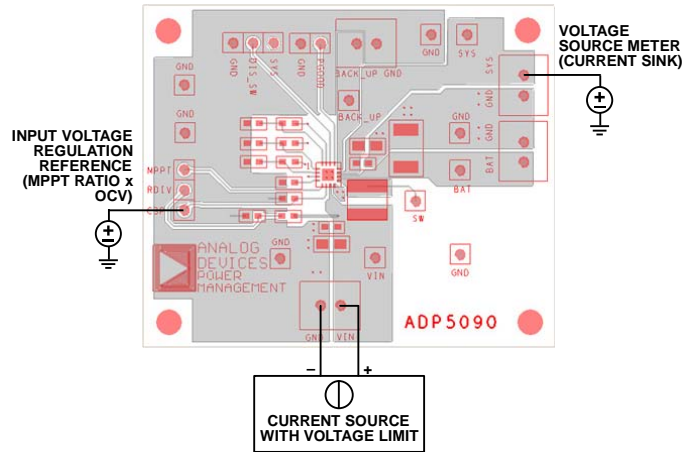 VOLTAGE
SOURCE METER
(CURRENT SINK)
GND
DIS_SW
SYS
GND
PGOOD
BACK_UP GND
GND
SYS
SYS
GND
GND
BAT
GND
GND
BACK_UP
GND
BAT
SW
INPUT VOLTAGE
REGULATION
REFERENCE
(MPPT RATIO x
OCV)
MPPT
RDIV
CBP
ANALOG
DEVICES
POWER
MANAGEMENT
GND
VIN
GND
GND VIN
ADP5090
– +
CURRENT SOURCE
WITH VOLTAGE LIMIT